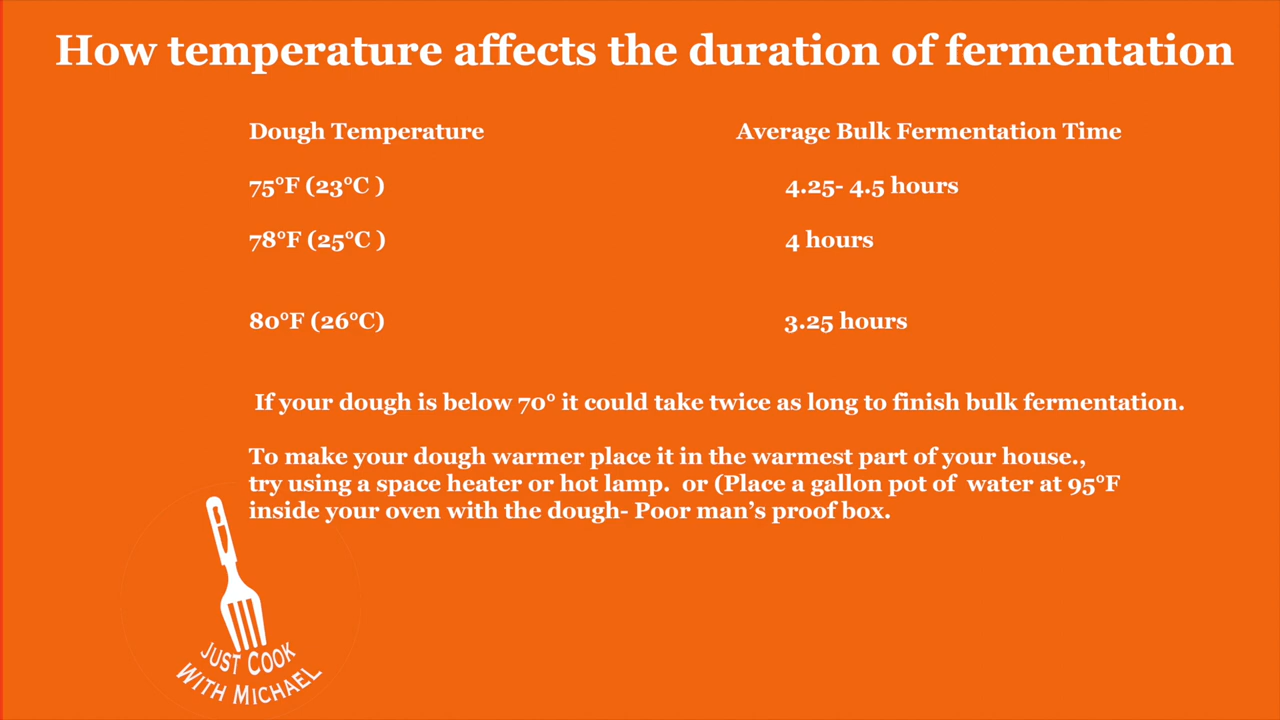 How temperature affects the duration of fermentation
Dough Temperature Average Bulk Fermentation Time
75°F (23°C ) 4.25- 4.5 hours
78°F (25°C ) 4 hours
80°F (26°C) 3.25 hours
If your dough is below 70° it could take twice as long to finish bulk fermentation.
To make your dough warmer place it in the warmest part of your house.,
try using a space heater or hot lamp. or (Place a gallon pot of water at 95°F
inside your oven with the dough- Poor man's proof box.
JUST COOK
WITH MICHAEL